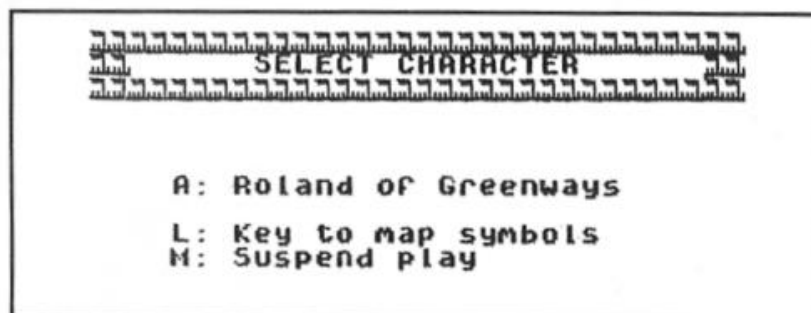 SELECT CHARACTER
A: Roland of Greenways
L: Key to map symbols
M: Suspend play